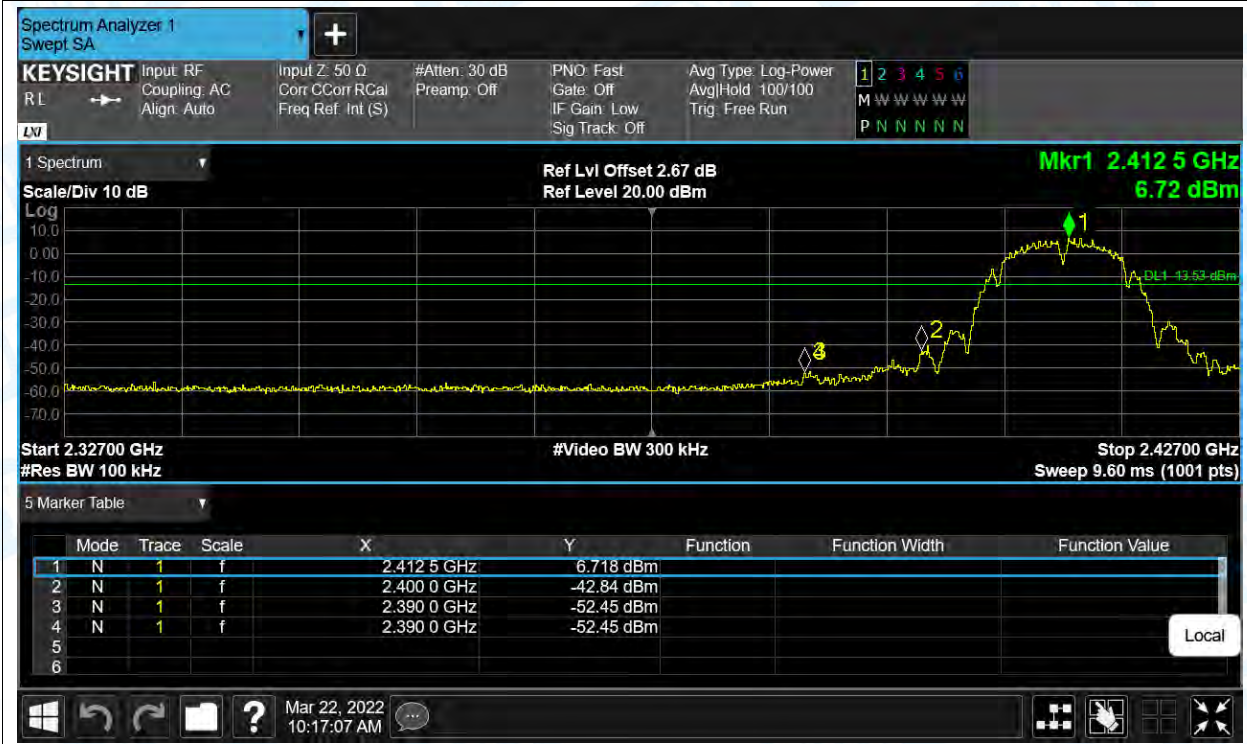 Spectrum Analyzer 1
Swept SA
+
KEYSIGHT Input: RF Input Z: 50 Ω #Atten: 30 dB PNO: Fast Avg Type: Log-Power 1 2 3 4 5 6
RL Coupling: AC Corr CCorr RCal Preamp: Off Gate: Off Avg|Hold: 100/100 M W W W W W
Align: Auto Freq Ref: Int (S) IF Gain: Low Trig: Free Run
LXI Sig Track: Off P N N N N N
1 Spectrum Ref Lvl Offset 2.67 dB Mkr1 2.412 5 GHz
Scale/Div 10 dB Ref Level 20.00 dBm 6.72 dBm
Log
10.0
0.00
-10.0
-20.0
-30.0
-40.0
-50.0
-60.0
-70.0
1
DL1 -13.53 dBm
2
Start 2.32700 GHz #Video BW 300 kHz Stop 2.42700 GHz
#Res BW 100 kHz Sweep 9.60 ms (1001 pts)
5 Marker Table
Mode Trace Scale X Y Function Function Width Function Value
1 N 1 f 2.412 5 GHz 6.718 dBm
2 N 1 f 2.400 0 GHz -42.84 dBm
3 N 1 f 2.390 0 GHz -52.45 dBm
4 N 1 f 2.390 0 GHz -52.45 dBm
5
6
Local
? Mar 22, 2022
10:17:07 AM